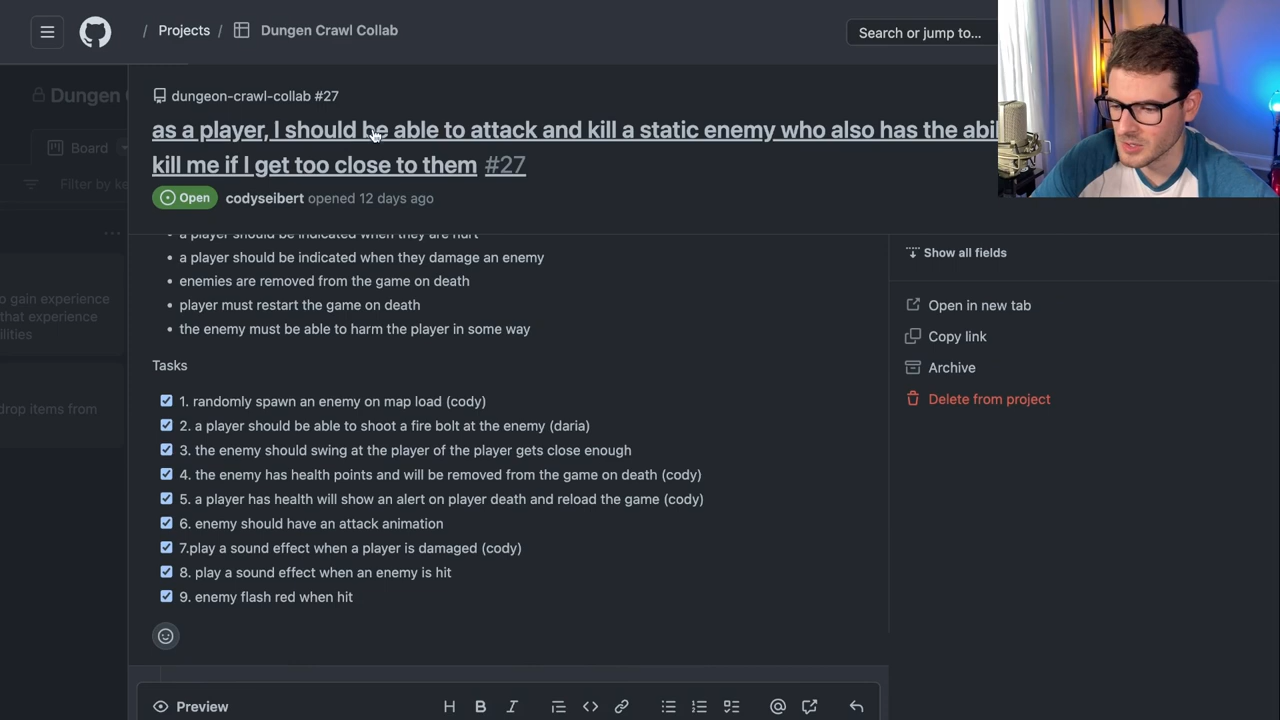 / Projects / Dungen Crawl Collab
Search or jump to...
Dungen
Board
Filter by ke
dungeon-crawl-collab #27
as a player, I should be able to attack and kill a static enemy who also has the abi
kill me if I get too close to them #27
Open codyseibert opened 12 days ago
a player should be indicated when they are hurt
a player should be indicated when they damage an enemy
enemies are removed from the game on death
player must restart the game on death
the enemy must be able to harm the player in some way
Tasks
1. randomly spawn an enemy on map load (cody)
2. a player should be able to shoot a fire bolt at the enemy (daria)
3. the enemy should swing at the player of the player gets close enough
4. the enemy has health points and will be removed from the game on death (cody)
5. a player has health will show an alert on player death and reload the game (cody)
6. enemy should have an attack animation
7.play a sound effect when a player is damaged (cody)
8. play a sound effect when an enemy is hit
9. enemy flash red when hit
Show all fields
Open in new tab
Copy link
Archive
Delete from project
o gain experience
that experience
ilities
drop items from
Preview
H B I